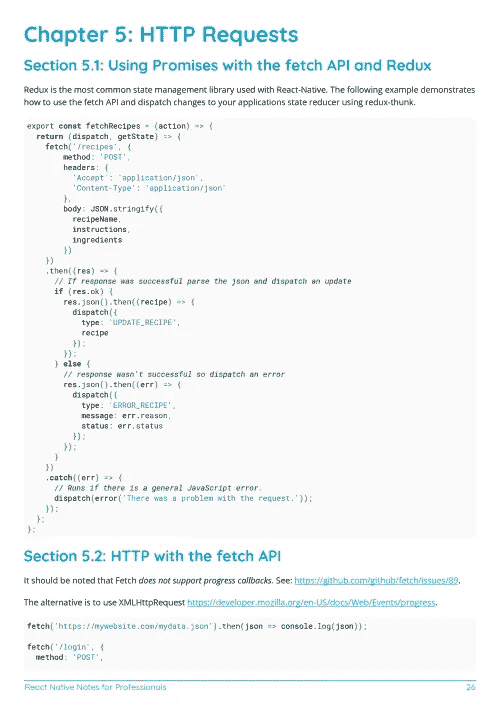 Chapter 5: HTTP Requests
Section 5.1: Using Promises with the fetch API and Redux
Redux is the most common state management library used with React-Native. The following example demonstrates
how to use the fetch API and dispatch changes to your applications state reducer using redux-thunk.
export const fetchRecipes = (action) => {
  return (dispatch, getState) => {
    fetch('/recipes', {
        method: 'POST',
        headers: {
          'Accept': 'application/json',
          'Content-Type': 'application/json'
        },
        body: JSON.stringify({
          recipeName,
          instructions,
          ingredients
        })
    })
    .then((res) => {
      // If response was successful parse the json and dispatch an update
      if (res.ok) {
        res.json().then((recipe) => {
          dispatch({
            type: 'UPDATE_RECIPE',
            recipe
          });
        });
      } else {
        // response wasn't successful so dispatch an error
        res.json().then((err) => {
          dispatch({
            type: 'ERROR_RECIPE',
            message: err.reason,
            status: err.status
          });
        });
      }
    })
    .catch((err) => {
      // Runs if there is a general JavaScript error.
      dispatch(error('There was a problem with the request.'));
    });
  };
};
Section 5.2: HTTP with the fetch API
It should be noted that Fetch does not support progress callbacks. See: https://github.com/github/fetch/issues/89.
The alternative is to use XMLHttpRequest https://developer.mozilla.org/en-US/docs/Web/Events/progress.
fetch('https://mywebsite.com/mydata.json').then(json => console.log(json));
fetch('/login', {
  method: 'POST',
React Native Notes for Professionals 26